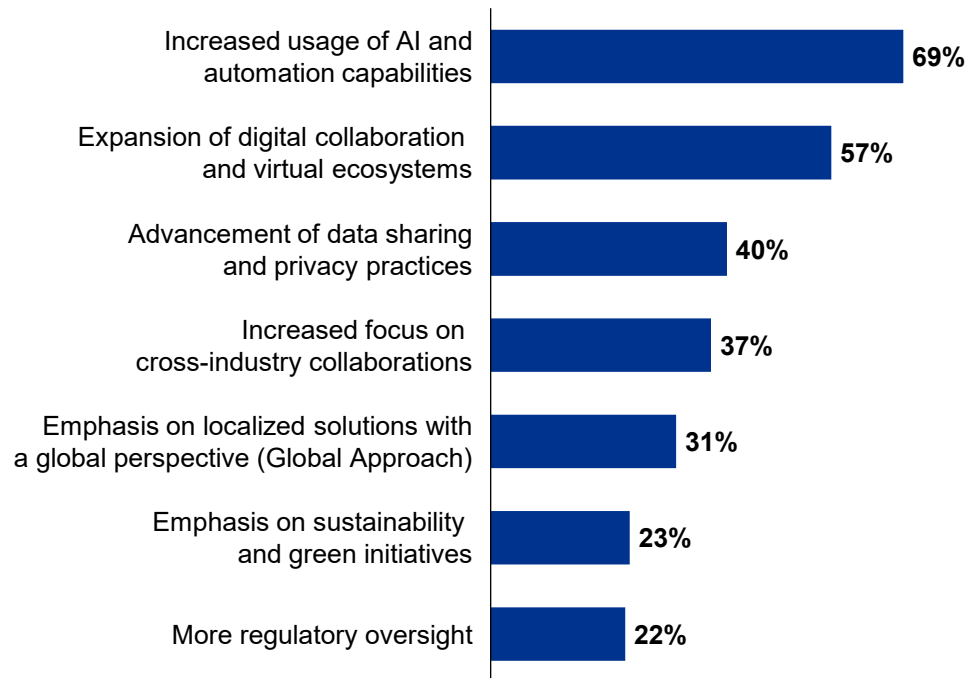 Increased usage of AI and
automation capabilities
69%
Expansion of digital collaboration
and virtual ecosystems
57%
Advancement of data sharing
and privacy practices
40%
Increased focus on
cross-industry collaborations
37%
Emphasis on localized solutions with
a global perspective (Global Approach)
31%
Emphasis on sustainability
and green initiatives
23%
More regulatory oversight
22%